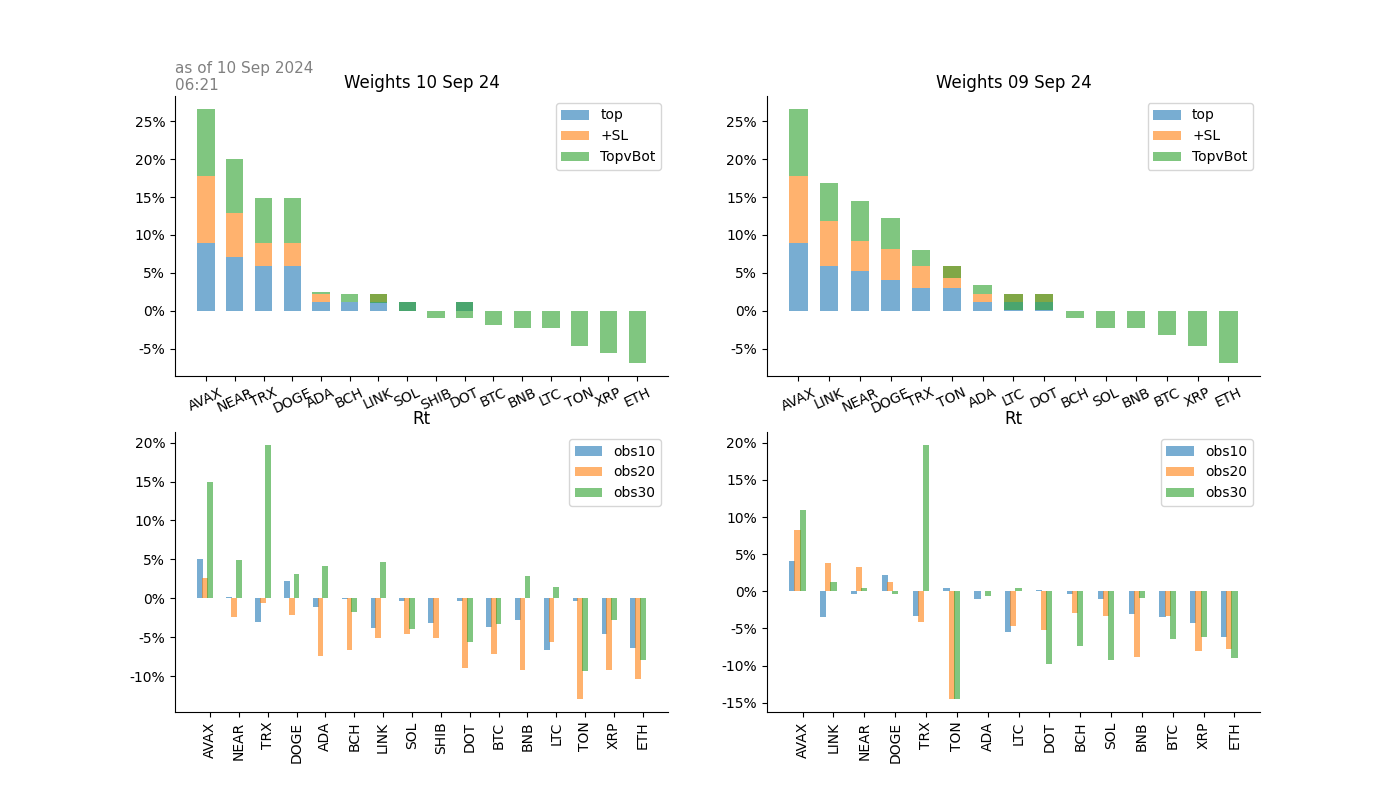 as of 10 Sep 2024
06:21
Weights 10 Sep 24
25%
20%
15%
10%
5%
0%
-5%
top
+SL
TopvBot
AVAX NEAR TRX DOGE ADA BCH LINK SOL SHIB DOT BTC BNB LTC TON XRP ETH
Weights 09 Sep 24
25%
20%
15%
10%
5%
0%
-5%
top
+SL
TopvBot
AVAX LINK NEAR DOGE TRX TON ADA LTC DOT BCH SOL BNB BTC XRP ETH
Rt
20%
15%
10%
5%
0%
-5%
-10%
obs10
obs20
obs30
AVAX NEAR TRX DOGE ADA BCH LINK SOL SHIB DOT BTC BNB LTC TON XRP ETH
Rt
20%
15%
10%
5%
0%
-5%
-10%
-15%
obs10
obs20
obs30
AVAX LINK NEAR DOGE TRX TON ADA LTC DOT BCH SOL BNB BTC XRP ETH